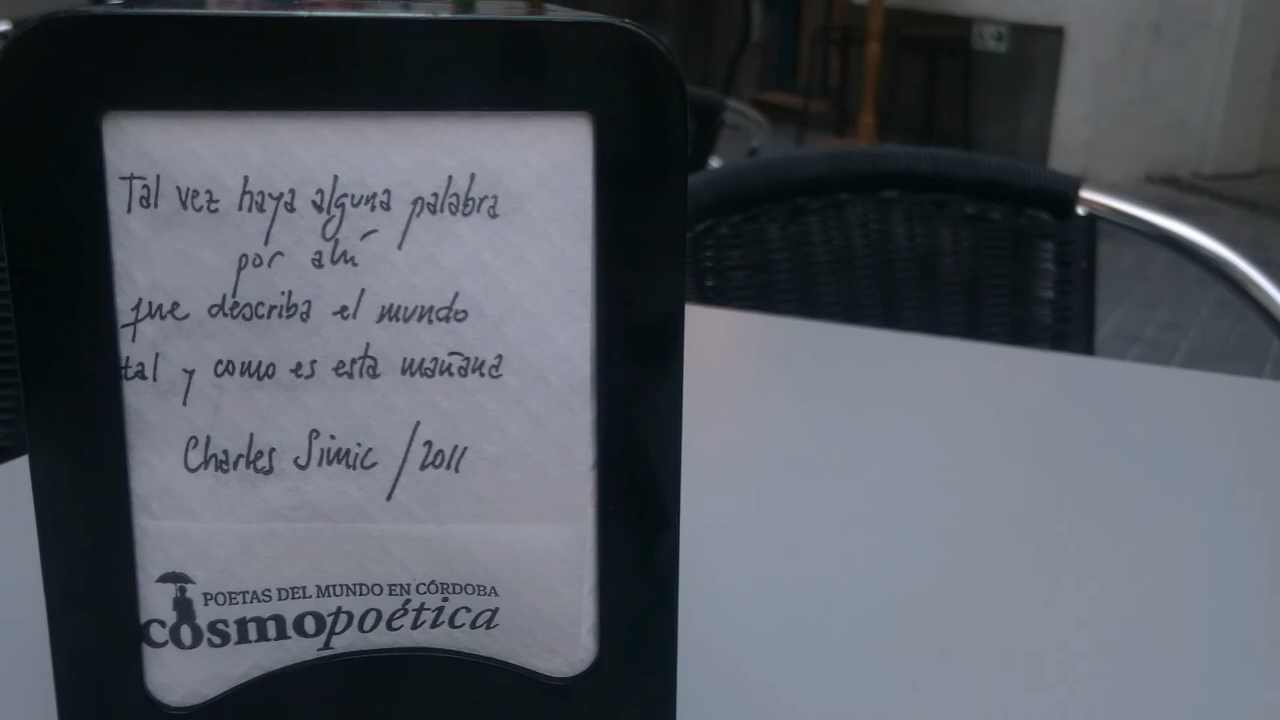 Tal vez haya alguna palabra
por ahí
que describa el mundo
tal y como es esta mañana
Charles Simic / 2011
POETAS DEL MUNDO EN CÓRDOBA
cosmopoética